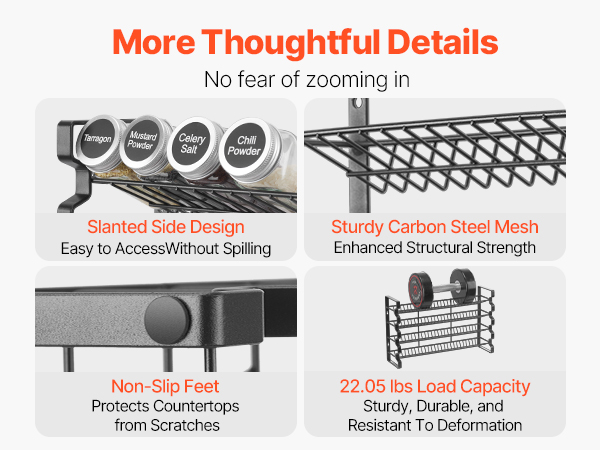 More Thoughtful Details
No fear of zooming in
Tarragon
Mustard
Powder
Celery
Salt
Chili
Powder
Slanted Side Design
Easy to AccessWithout Spilling
Sturdy Carbon Steel Mesh
Enhanced Structural Strength
Non-Slip Feet
Protects Countertops
from Scratches
22.05 lbs Load Capacity
Sturdy, Durable, and
Resistant To Deformation